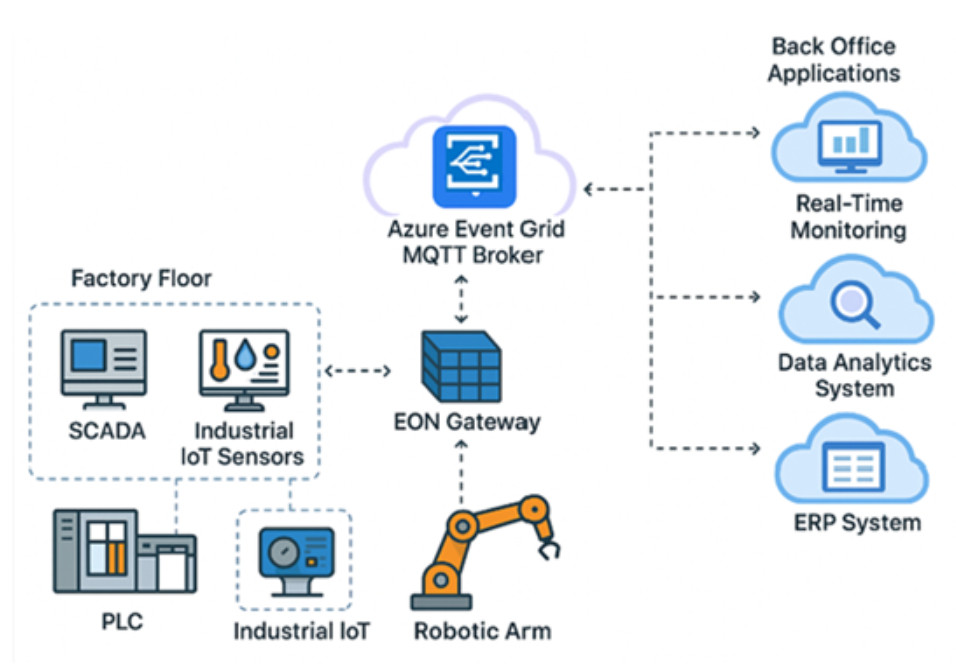 Back Office
Applications
Azure Event Grid
MQTT Broker
Real-Time
Monitoring
Factory Floor
SCADA
Industrial
IoT Sensors
EON Gateway
Data Analytics
System
ERP System
PLC
Industrial IoT
Robotic Arm